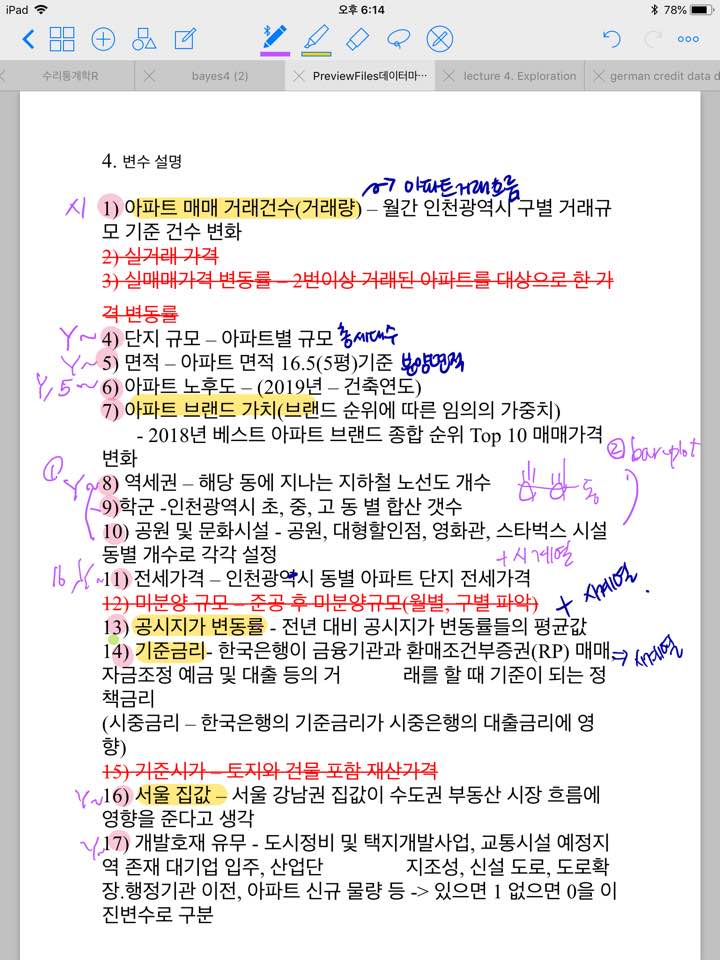 iPad 오후 6:14 78%
수리통계학R bayes4 (2) PreviewFiles데이터마… lecture 4. Exploration german credit data d
4. 변수 설명
~> 아파트거래흐름
시 1) 아파트 매매 거래건수(거래량) – 월간 인천광역시 구별 거래규
모 기준 건수 변화
2) 실거래 가격
3) 실매매가격 변동률 – 2번이상 거래된 아파트를 대상으로 한 가
격 변동률
Y~ 4) 단지 규모 – 아파트별 규모 총세대수
Y~ 5) 면적 – 아파트 면적 16.5(5평)기준 분양면적
Y,5~ 6) 아파트 노후도 – (2019년 – 건축연도)
7) 아파트 브랜드 가치(브랜드 순위에 따른 임의의 가중치)
- 2018년 베스트 아파트 브랜드 종합 순위 Top 10 매매가격
변화
② barplot
① Y~ 8) 역세권 – 해당 동에 지나는 지하철 노선도 개수 동
9)학군 -인천광역시 초, 중, 고 동 별 합산 갯수
10) 공원 및 문화시설 - 공원, 대형할인점, 영화관, 스타벅스 시설
동별 개수로 각각 설정
+시계열
11) 전세가격 – 인천광역시 동별 아파트 단지 전세가격
12) 미분양 규모 – 준공 후 미분양규모(월별, 구별 파악)
+ 시계열
13) 공시지가 변동률 - 전년 대비 공시지가 변동률들의 평균값
14) 기준금리- 한국은행이 금융기관과 환매조건부증권(RP) 매매, => 시계열
자금조정 예금 및 대출 등의 거 래를 할 때 기준이 되는 정
책금리
(시중금리 – 한국은행의 기준금리가 시중은행의 대출금리에 영
향)
15) 기준시가 – 토지와 건물 포함 재산가격
Y~ 16) 서울 집값 – 서울 강남권 집값이 수도권 부동산 시장 흐름에
영향을 준다고 생각
Y~ 17) 개발호재 유무 - 도시정비 및 택지개발사업, 교통시설 예정지
역 존재 대기업 입주, 산업단 지조성, 신설 도로, 도로확
장.행정기관 이전, 아파트 신규 물량 등 -> 있으면 1 없으면 0을 이
진변수로 구분